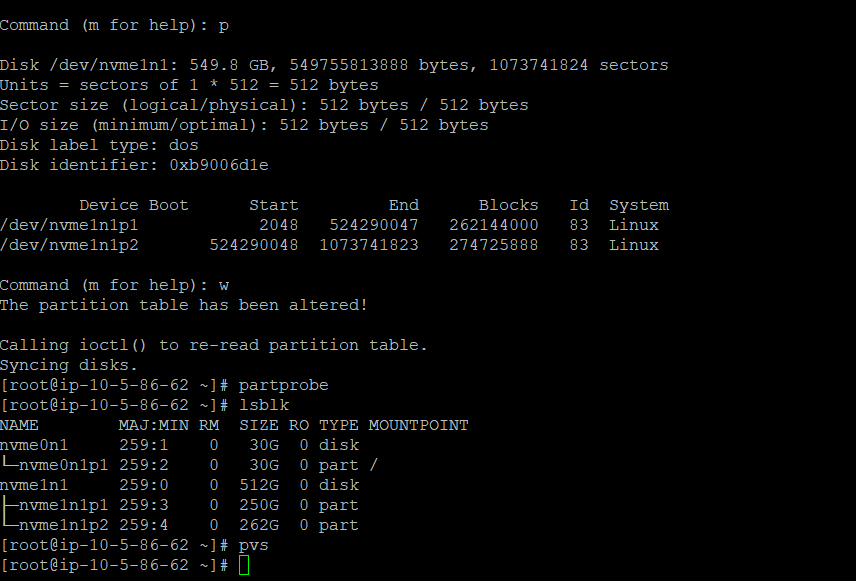 Command (m for help): p

Disk /dev/nvme1n1: 549.8 GB, 549755813888 bytes, 1073741824 sectors
Units = sectors of 1 * 512 = 512 bytes
Sector size (logical/physical): 512 bytes / 512 bytes
I/O size (minimum/optimal): 512 bytes / 512 bytes
Disk label type: dos
Disk identifier: 0xb9006d1e

        Device Boot      Start         End      Blocks   Id  System
/dev/nvme1n1p1            2048   524290047   262144000   83  Linux
/dev/nvme1n1p2       524290048  1073741823   274725888   83  Linux

Command (m for help): w
The partition table has been altered!

Calling ioctl() to re-read partition table.
Syncing disks.
[root@ip-10-5-86-62 ~]# partprobe
[root@ip-10-5-86-62 ~]# lsblk
NAME        MAJ:MIN RM  SIZE RO TYPE MOUNTPOINT
nvme0n1     259:1    0   30G  0 disk
└─nvme0n1p1 259:2    0   30G  0 part /
nvme1n1     259:0    0  512G  0 disk
├─nvme1n1p1 259:3    0  250G  0 part
└─nvme1n1p2 259:4    0  262G  0 part
[root@ip-10-5-86-62 ~]# pvs
[root@ip-10-5-86-62 ~]#